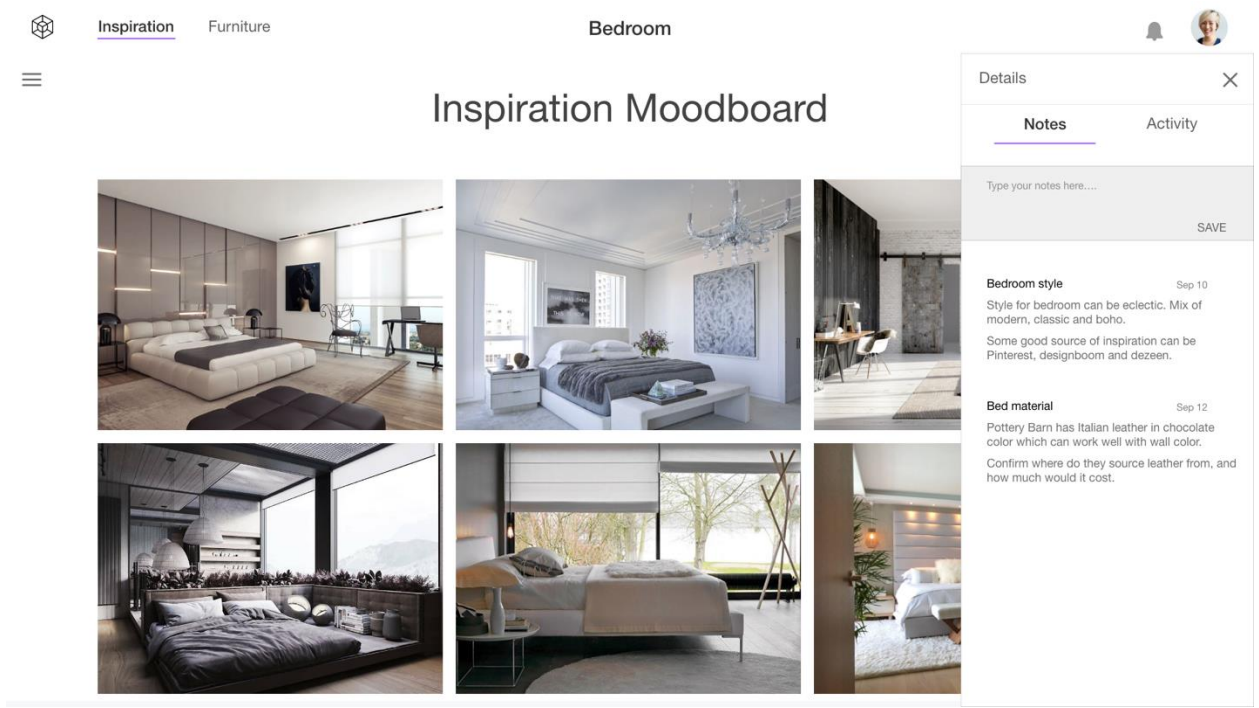 Inspiration
Furniture
Bedroom
Details
Inspiration Moodboard
Notes
Activity
Type your notes here....
SAVE
Bedroom style
Sep 10
Style for bedroom can be eclectic. Mix of
modern, classic and boho.
Some good source of inspiration can be
Pinterest, designboom and dezeen.
Bed material
Sep 12
Pottery Barn has Italian leather in chocolate
color which can work well with wall color.
Confirm where do they source leather from, and
how much would it cost.